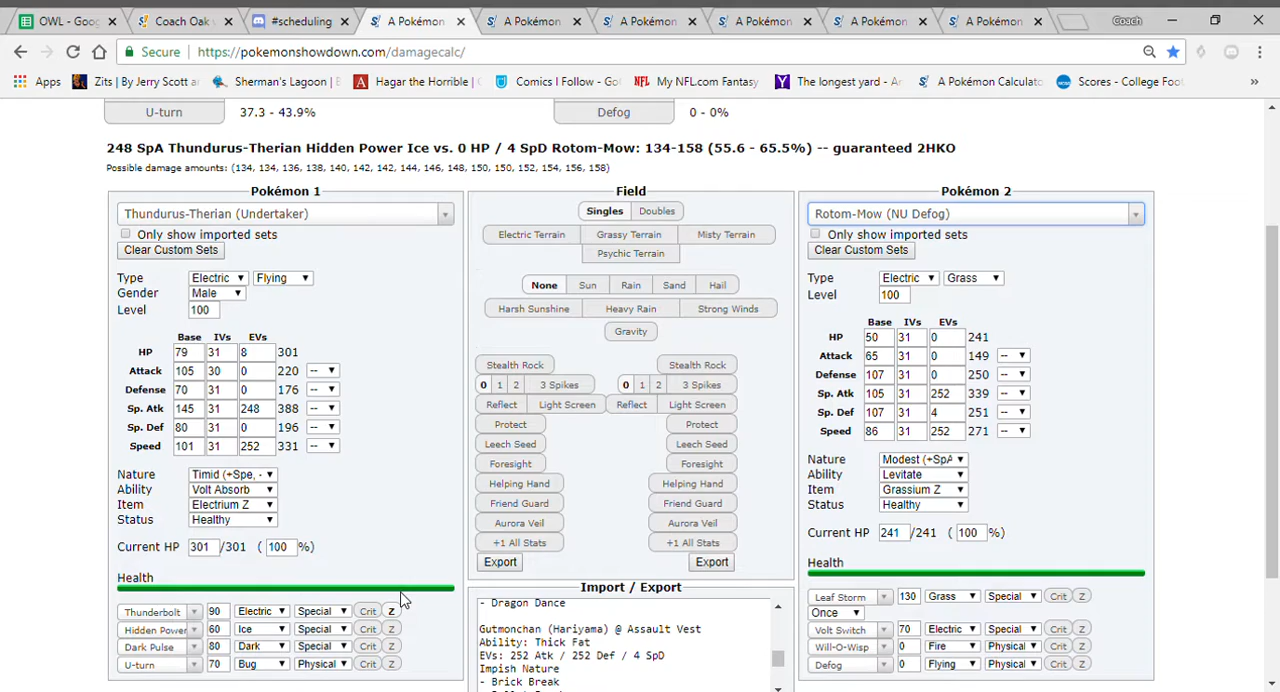 OWL - Goo
Coach Oak
#scheduling
A Pokémon
A Pokémon
A Pokémon
A Pokémon
A Pokémon
A Pokémon
Coach
Secure
https://pokemonshowdown.com/damagecalc/
Apps
Zits | By Jerry Scott an
Sherman's Lagoon | B
Hagar the Horrible | C
Comics I Follow - Go
NFL.com Fantasy
The longest yard - An
A Pokémon Calculato
Scores - College Foot
»
U-turn
37.3 - 43.9%
Defog
0 - 0%
248 SpA Thundurus-Therian Hidden Power Ice vs. 0 HP / 4 SpD Rotom-Mow: 134-158 (55.6 - 65.5%) -- guaranteed 2HKO
Possible damage amounts: (134, 134, 136, 138, 140, 142, 142, 144, 146, 148, 150, 150, 152, 154, 156, 158)
Pokémon 1
Thundurus-Therian (Undertaker)
Only show imported sets
Clear Custom Sets
Type Electric Flying
Gender Male
Level 100
Base IVs EVs
HP 79 31 8 301
Attack 105 30 0 220 --
Defense 70 31 0 176 --
Sp. Atk 145 31 248 388 --
Sp. Def 80 31 0 196 --
Speed 101 31 252 331 --
Nature Timid (+Spe, -
Ability Volt Absorb
Item Electrium Z
Status Healthy
Current HP 301 /301 ( 100 %)
Health
Thunderbolt 90 Electric Special Crit Z
Hidden Power 60 Ice Special Crit Z
Dark Pulse 80 Dark Special Crit Z
U-turn 70 Bug Physical Crit Z
Field
Singles Doubles
Electric Terrain Grassy Terrain Misty Terrain
Psychic Terrain
None Sun Rain Sand Hail
Harsh Sunshine Heavy Rain Strong Winds
Gravity
Stealth Rock Stealth Rock
0 1 2 3 Spikes 0 1 2 3 Spikes
Reflect Light Screen Reflect Light Screen
Protect Protect
Leech Seed Leech Seed
Foresight Foresight
Helping Hand Helping Hand
Friend Guard Friend Guard
Aurora Veil Aurora Veil
+1 All Stats +1 All Stats
Export Export
Import / Export
- Dragon Dance
Gutmonchan (Hariyama) @ Assault Vest
Ability: Thick Fat
EVs: 252 Atk / 252 Def / 4 SpD
Impish Nature
- Brick Break
Pokémon 2
Rotom-Mow (NU Defog)
Only show imported sets
Clear Custom Sets
Type Electric Grass
Level 100
Base IVs EVs
HP 50 31 0 241
Attack 65 31 0 149 --
Defense 107 31 0 250 --
Sp. Atk 105 31 252 339 --
Sp. Def 107 31 4 251 --
Speed 86 31 252 271 --
Nature Modest (+SpA
Ability Levitate
Item Grassium Z
Status Healthy
Current HP 241 /241 ( 100 %)
Health
Leaf Storm 130 Grass Special Crit Z
Once
Volt Switch 70 Electric Special Crit Z
Will-O-Wisp 0 Fire Physical Crit Z
Defog 0 Flying Physical Crit Z